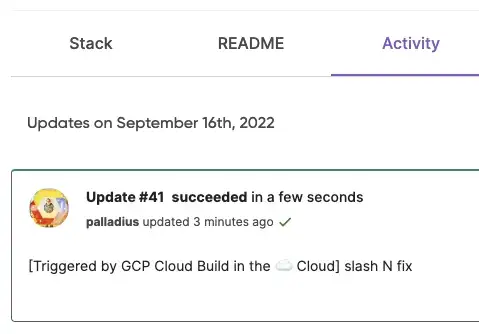 Stack README Activity
Updates on September 16th, 2022
Update #41 succeeded in a few seconds
palladius updated 3 minutes ago ✓
[Triggered by GCP Cloud Build in the ☁️ Cloud] slash N fix